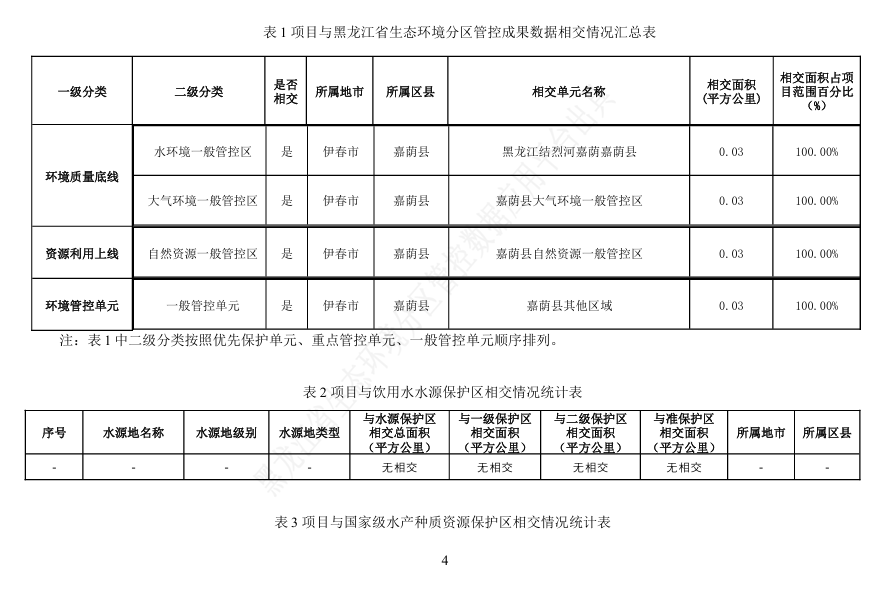 表 1 项目与黑龙江省生态环境分区管控成果数据相交情况汇总表
一级分类 二级分类 是否相交 所属地市 所属区县 相交单元名称 相交面积(平方公里) 相交面积占项目范围百分比（%）
环境质量底线 水环境一般管控区 是 伊春市 嘉荫县 黑龙江结烈河嘉荫嘉荫县 0.03 100.00%
大气环境一般管控区 是 伊春市 嘉荫县 嘉荫县大气环境一般管控区 0.03 100.00%
资源利用上线 自然资源一般管控区 是 伊春市 嘉荫县 嘉荫县自然资源一般管控区 0.03 100.00%
环境管控单元 一般管控单元 是 伊春市 嘉荫县 嘉荫县其他区域 0.03 100.00%
注：表 1 中二级分类按照优先保护单元、重点管控单元、一般管控单元顺序排列。
表 2 项目与饮用水水源保护区相交情况统计表
序号 水源地名称 水源地级别 水源地类型 与水源保护区相交总面积（平方公里） 与一级保护区相交面积（平方公里） 与二级保护区相交面积（平方公里） 与准保护区相交面积（平方公里） 所属地市 所属区县
- - - - 无相交 无相交 无相交 无相交 - -
表 3 项目与国家级水产种质资源保护区相交情况统计表
4
黑龙江省生态环境分区管控数据应用平台出具